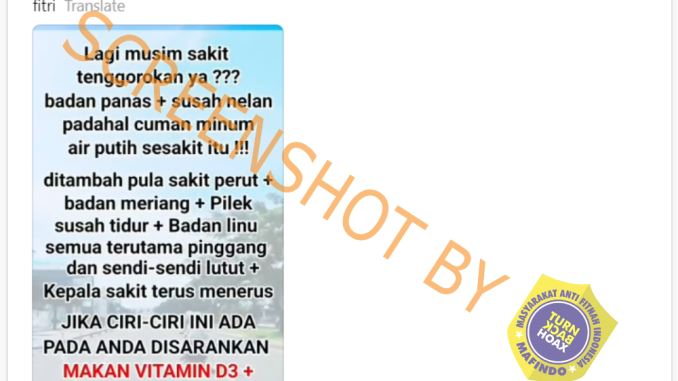 fitri Translate
Lagi musim sakit
tenggorokan ya ???
badan panas + susah nelan
padahal cuman minum
air putih sesakit itu !!!
ditambah pula sakit perut +
badan meriang + Pilek
susah tidur + Badan linu
semua terutama pinggang
dan sendi-sendi lutut +
Kepala sakit terus menerus
JIKA CIRI-CIRI INI ADA
PADA ANDA DISARANKAN
MAKAN VITAMIN D3 +
SCREENSHOT BY
MASYARAKAT ANTI FITNAH INDONESIA
TURN
BACK
HOAX
MAFINDO